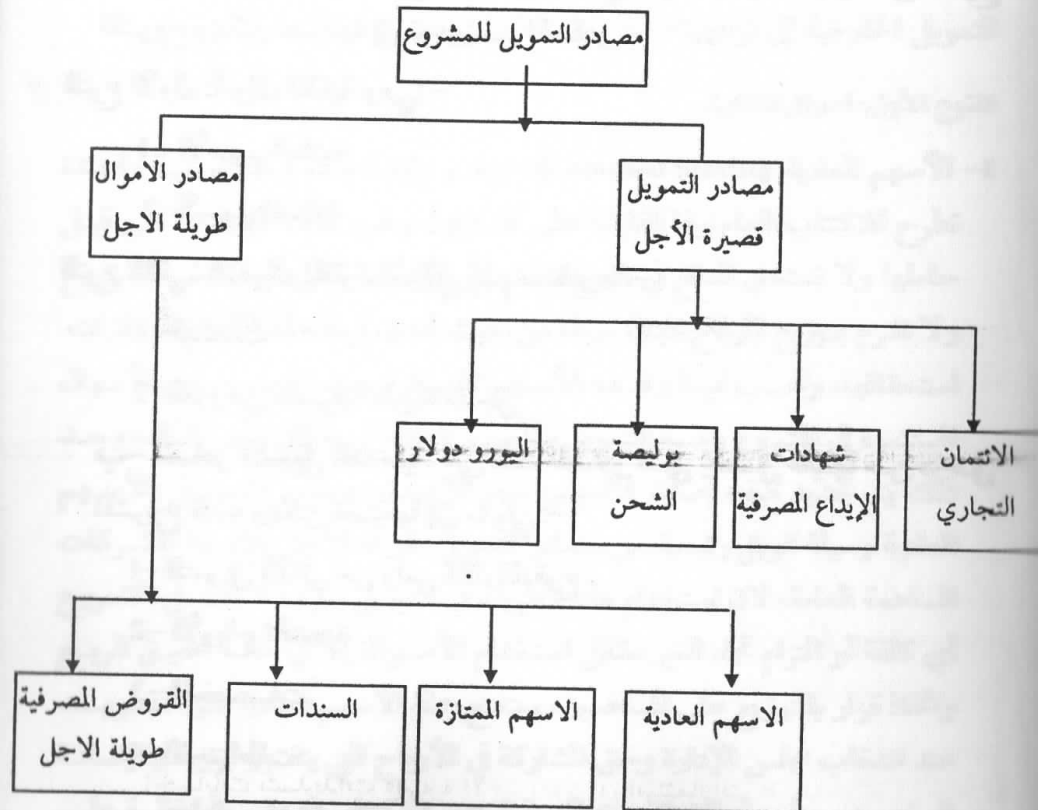 مصادر التمويل للمشروع
مصادر التمويل
قصيرة الأجل
مصادر الاموال
طويلة الاجل
الائتمان
التجاري
شهادات
الإيداع المصرفية
بوليصة
الشحن
اليورو دولار
الاسهم العادية
الاسهم الممتازة
السندات
القروض المصرفية
طويلة الاجل